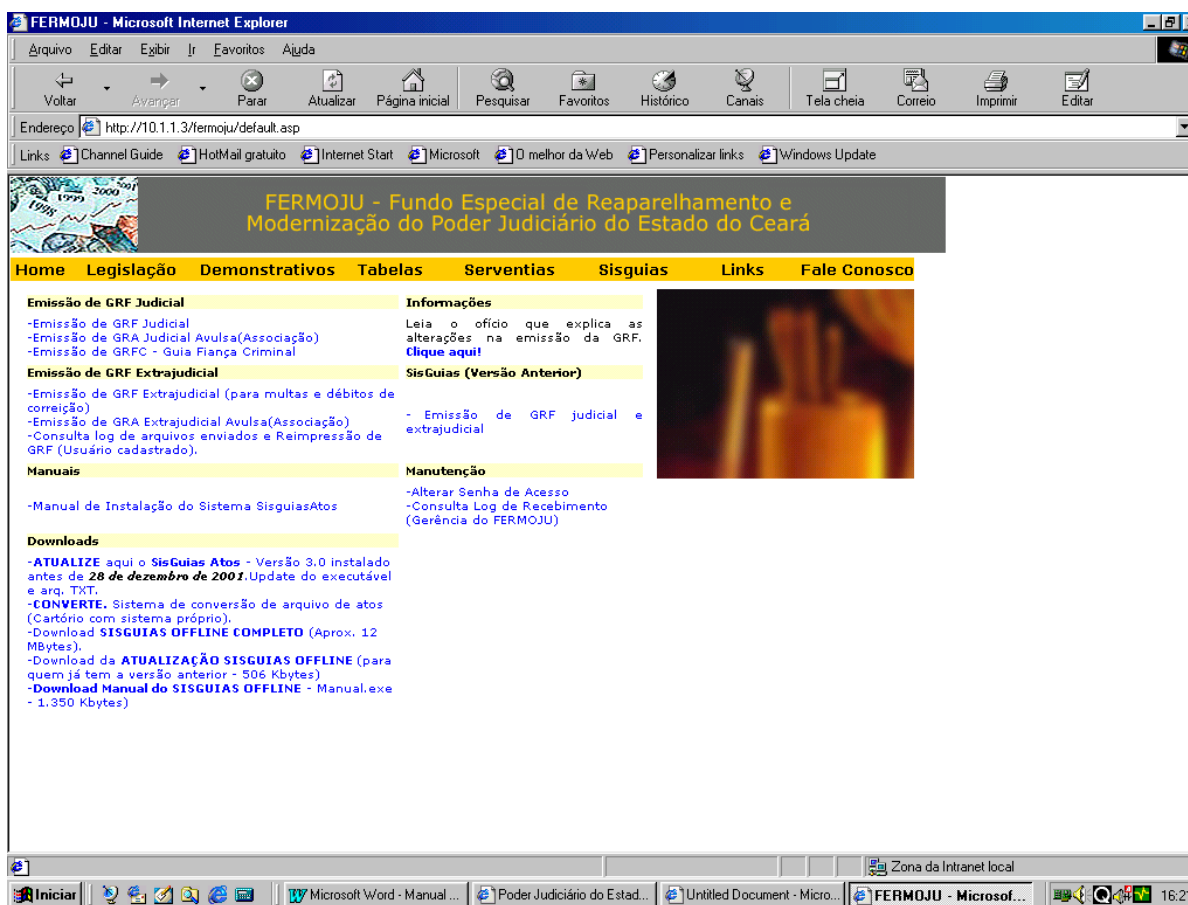 FERMOJU - Microsoft Internet Explorer
Arquivo Editar Exibir Ir Favoritos Ajuda
Voltar Avançar Parar Atualizar Página inicial Pesquisar Favoritos Histórico Canais Tela cheia Correio Imprimir Editar
Endereço http://10.1.1.3/fermoju/default.asp
Links Channel Guide HotMail gratuito Internet Start Microsoft O melhor da Web Personalizar links Windows Update
1998 1999 2000 2001
FERMOJU - Fundo Especial de Reaparelhamento e
Modernização do Poder Judiciário do Estado do Ceará
Home Legislação Demonstrativos Tabelas Serventias Sisguias Links Fale Conosco
Emissão de GRF Judicial
-Emissão de GRF Judicial
-Emissão de GRA Judicial Avulsa(Associação)
-Emissão de GRFC - Guia Fiança Criminal
Emissão de GRF Extrajudicial
-Emissão de GRF Extrajudicial (para multas e débitos de
correição)
-Emissão de GRA Extrajudicial Avulsa(Associação)
-Consulta log de arquivos enviados e Reimpressão de
GRF (Usuário cadastrado).
Manuais
-Manual de Instalação do Sistema SisguiasAtos
Downloads
-ATUALIZE aqui o SisGuias Atos - Versão 3.0 instalado
antes de 28 de dezembro de 2001.Update do executável
e arq. TXT.
-CONVERTE. Sistema de conversão de arquivo de atos
(Cartório com sistema próprio).
-Download SISGUIAS OFFLINE COMPLETO (Aprox. 12
MBytes).
-Download da ATUALIZAÇÃO SISGUIAS OFFLINE (para
quem já tem a versão anterior - 506 Kbytes)
-Download Manual do SISGUIAS OFFLINE - Manual.exe
- 1.350 Kbytes)
Informações
Leia o ofício que explica as
alterações na emissão da GRF.
Clique aqui!
SisGuias (Versão Anterior)
- Emissão de GRF judicial e
extrajudicial
Manutenção
-Alterar Senha de Acesso
-Consulta Log de Recebimento
(Gerência do FERMOJU)
Zona da Intranet local
Iniciar Microsoft Word - Manual ... Poder Judiciário do Estad... Untitled Document - Micro... FERMOJU - Microsof...